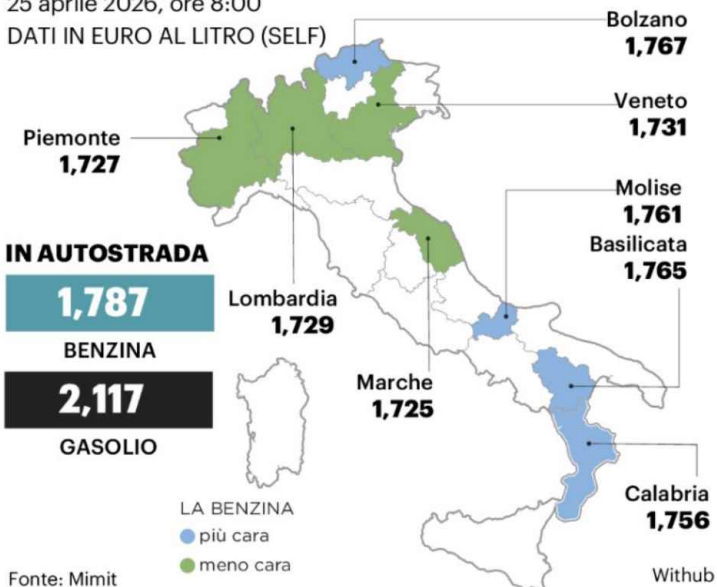 25 aprile 2026, ore 8:00
DATI IN EURO AL LITRO (SELF)
Bolzano
1,767
Veneto
1,731
Piemonte
1,727
Molise
1,761
Basilicata
1,765
IN AUTOSTRADA
1,787
BENZINA
2,117
GASOLIO
Lombardia
1,729
Marche
1,725
LA BENZINA
più cara
meno cara
Calabria
1,756
Fonte: Mimit
Withub